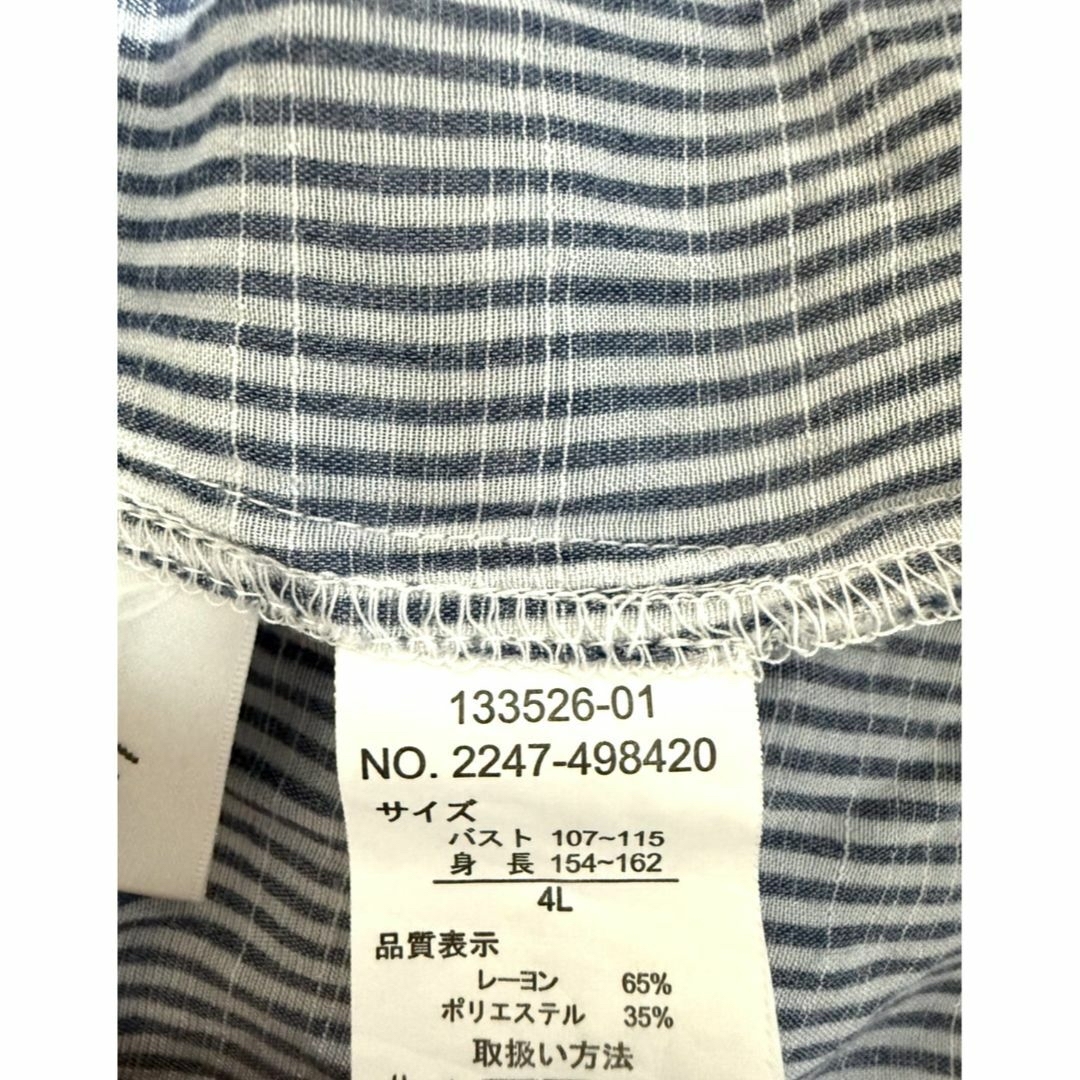 133526-01
NO. 2247-498420
サイズ
バスト 107~115
身 長 154~162
4L
品質表示
レーヨン 65%
ポリエステル 35%
取扱い方法